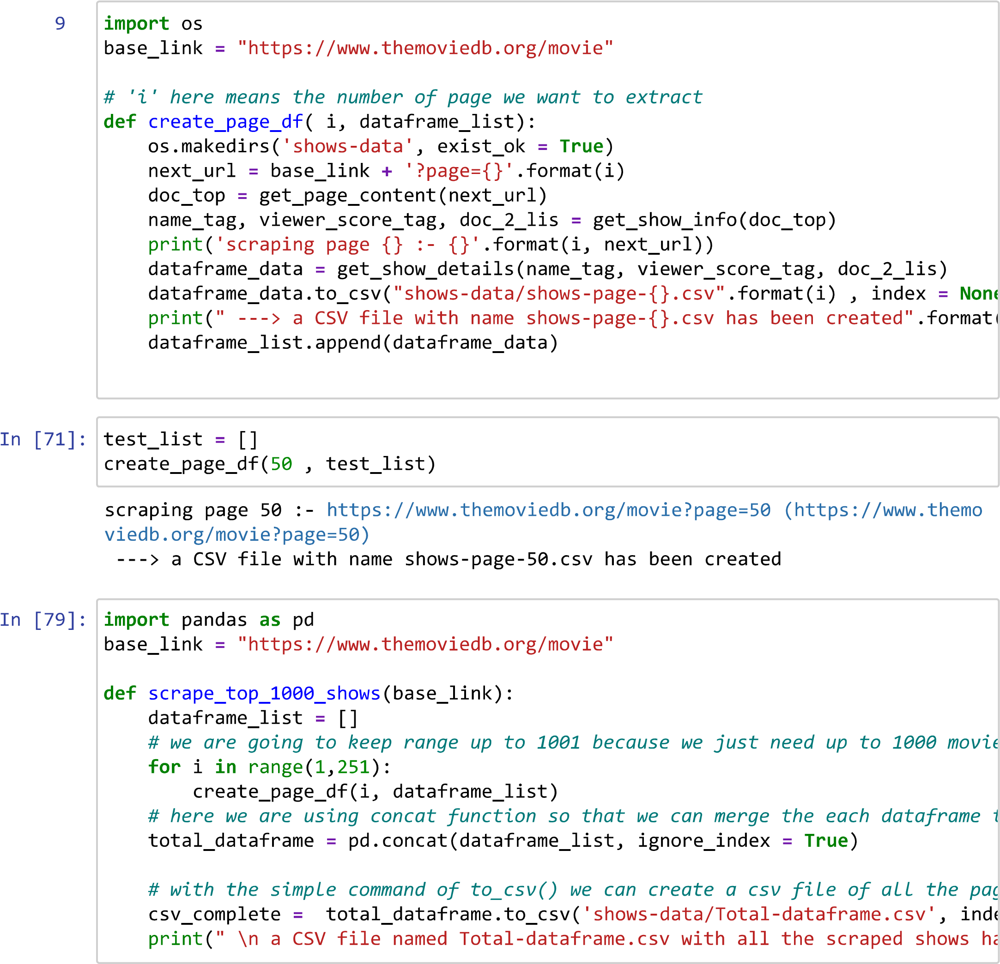 9
import os
base_link = "https://www.themoviedb.org/movie"
# 'i' here means the number of page we want to extract
def create_page_df( i, dataframe_list):
    os.makedirs('shows-data', exist_ok = True)
    next_url = base_link + '?page={}'.format(i)
    doc_top = get_page_content(next_url)
    name_tag, viewer_score_tag, doc_2_lis = get_show_info(doc_top)
    print('scraping page {} :- {}'.format(i, next_url))
    dataframe_data = get_show_details(name_tag, viewer_score_tag, doc_2_lis)
    dataframe_data.to_csv("shows-data/shows-page-{}.csv".format(i) , index = None
    print(" ---> a CSV file with name shows-page-{}.csv has been created".format(
    dataframe_list.append(dataframe_data)
In [71]:
test_list = []
create_page_df(50 , test_list)
scraping page 50 :- https://www.themoviedb.org/movie?page=50 (https://www.themo
viedb.org/movie?page=50)
 ---> a CSV file with name shows-page-50.csv has been created
In [79]:
import pandas as pd
base_link = "https://www.themoviedb.org/movie"
def scrape_top_1000_shows(base_link):
    dataframe_list = []
    # we are going to keep range up to 1001 because we just need up to 1000 movie
    for i in range(1,251):
        create_page_df(i, dataframe_list)
    # here we are using concat function so that we can merge the each dataframe t
    total_dataframe = pd.concat(dataframe_list, ignore_index = True)
    # with the simple command of to_csv() we can create a csv file of all the pag
    csv_complete =  total_dataframe.to_csv('shows-data/Total-dataframe.csv', inde
    print(" \n a CSV file named Total-dataframe.csv with all the scraped shows ha